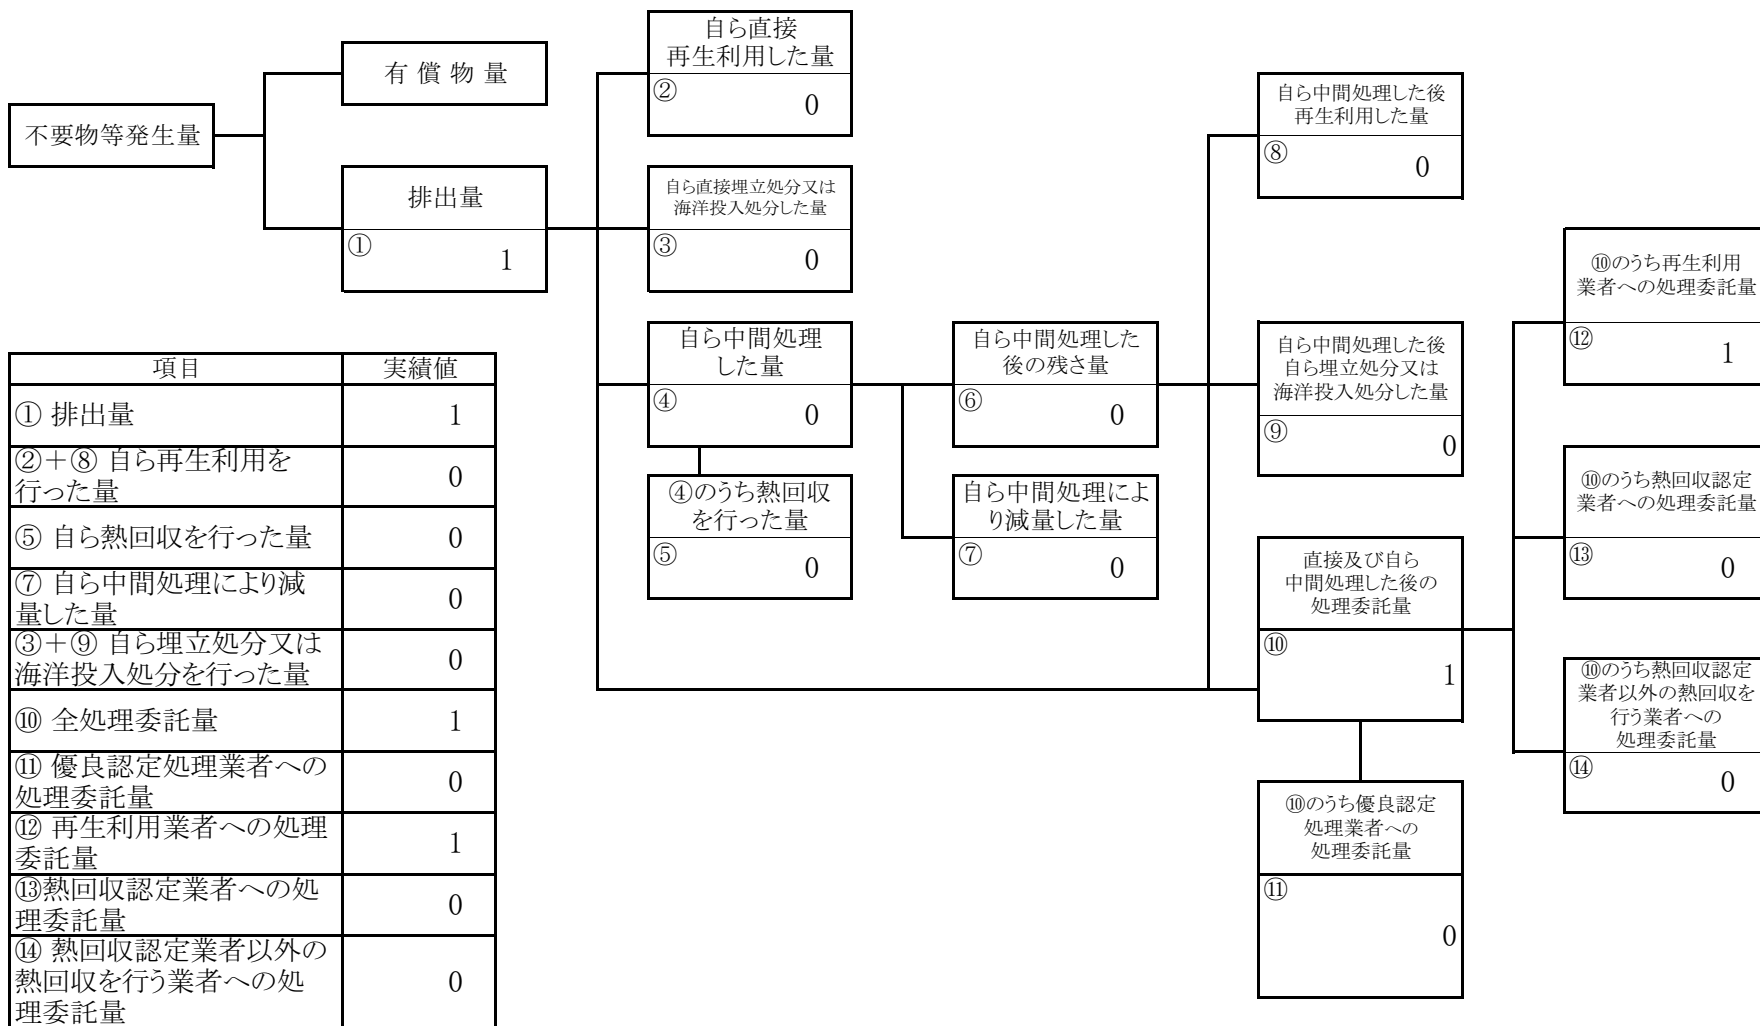 不要物等発生量
有 償 物 量
排出量
①
1
自ら直接
再生利用した量
②
0
自ら直接埋立処分又は
海洋投入処分した量
③
0
自ら中間処理
した量
④
0
④のうち熱回収
を行った量
⑤
0
自ら中間処理した
後の残さ量
⑥
0
自ら中間処理によ
り減量した量
⑦
0
自ら中間処理した後
再生利用した量
⑧
0
自ら中間処理した後
自ら埋立処分又は
海洋投入処分した量
⑨
0
直接及び自ら
中間処理した後の
処理委託量
⑩
1
⑩のうち優良認定
処理業者への
処理委託量
⑪
0
⑩のうち再生利用
業者への処理委託量
⑫
1
⑩のうち熱回収認定
業者への処理委託量
⑬
0
⑩のうち熱回収認定
業者以外の熱回収を
行う業者への
処理委託量
⑭
0
項目 実績値
① 排出量 1
②＋⑧ 自ら再生利用を
行った量 0
⑤ 自ら熱回収を行った量 0
⑦ 自ら中間処理により減
量した量 0
③＋⑨ 自ら埋立処分又は
海洋投入処分を行った量 0
⑩ 全処理委託量 1
⑪ 優良認定処理業者への
処理委託量 0
⑫ 再生利用業者への処理
委託量 1
⑬熱回収認定業者への処
理委託量 0
⑭ 熱回収認定業者以外の
熱回収を行う業者への処
理委託量 0